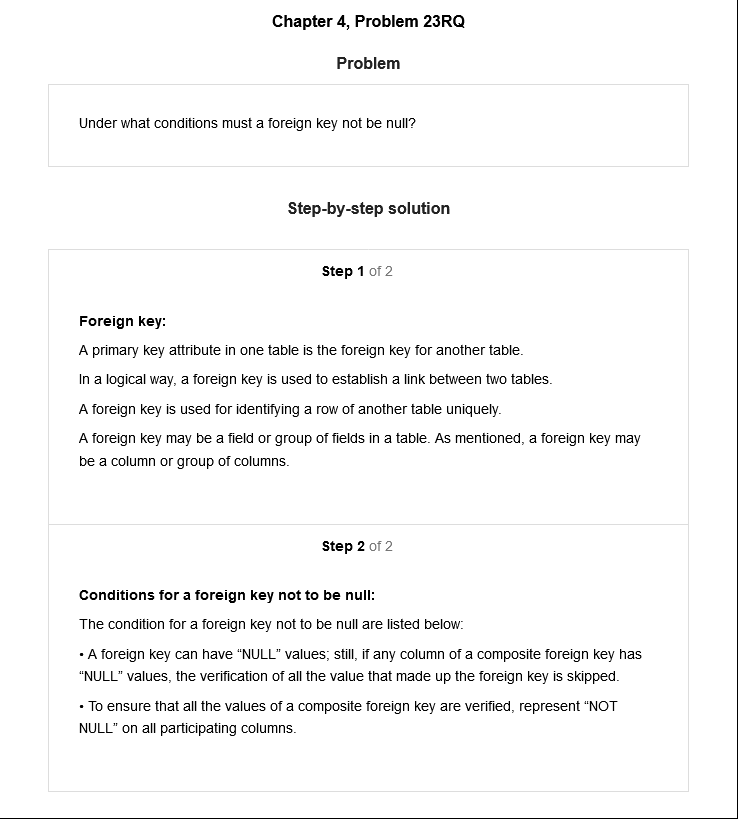 Chapter 4, Problem 23RQ
Problem
Under what conditions must a foreign key not be null?
Step-by-step solution
Step 1 of 2
Foreign key:
A primary key attribute in one table is the foreign key for another table.
In a logical way, a foreign key is used to establish a link between two tables.
A foreign key is used for identifying a row of another table uniquely.
A foreign key may be a field or group of fields in a table. As mentioned, a foreign key may
be a column or group of columns.
Step 2 of 2
Conditions for a foreign key not to be null:
The condition for a foreign key not to be null are listed below:
• A foreign key can have “NULL” values; still, if any column of a composite foreign key has
“NULL” values, the verification of all the value that made up the foreign key is skipped.
• To ensure that all the values of a composite foreign key are verified, represent “NOT
NULL” on all participating columns.